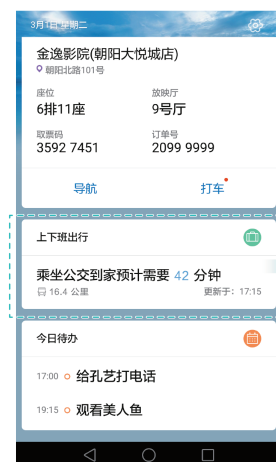 3月1日 星期二
金逸影院(朝阳大悦城店)
朝阳北路101号
座位 放映厅
6排11座 9号厅
取票码 订单号
3592 7451 2099 9999
导航 打车
上下班出行
乘坐公交到家预计需要 42 分钟
16.4 公里 更新于：17:15
今日待办
17:00 给孔艺打电话
19:15 观看美人鱼